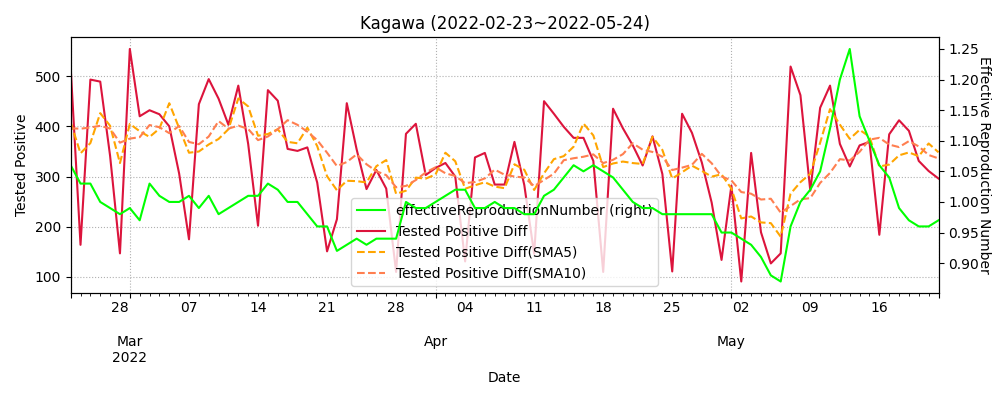 Kagawa (2022-02-23~2022-05-24)
Tested Positive
500
400
300
200
100
1.25
1.20
1.15
1.10
1.05
1.00
0.95
0.90
Effective Reproduction Number
effectiveReproductionNumber (right)
Tested Positive Diff
Tested Positive Diff(SMA5)
Tested Positive Diff(SMA10)
28 07 14 21 28 04 11 18 25 02 09 16
Mar Apr May
2022
Date